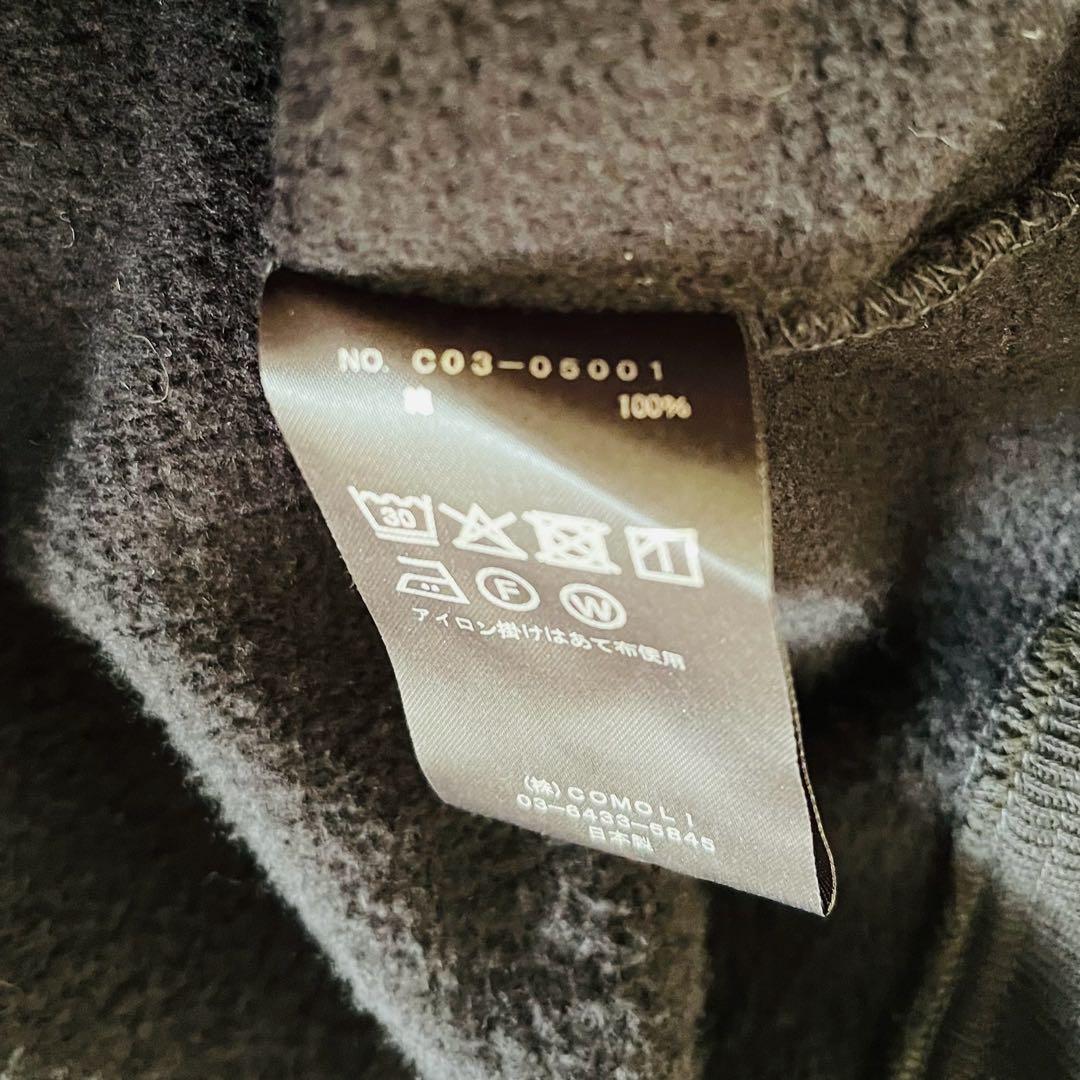 NO. C03-05001
綿 100%
30
F W
アイロン掛けはあて布使用
(株)COMOLI
03-6433-5845
日本製